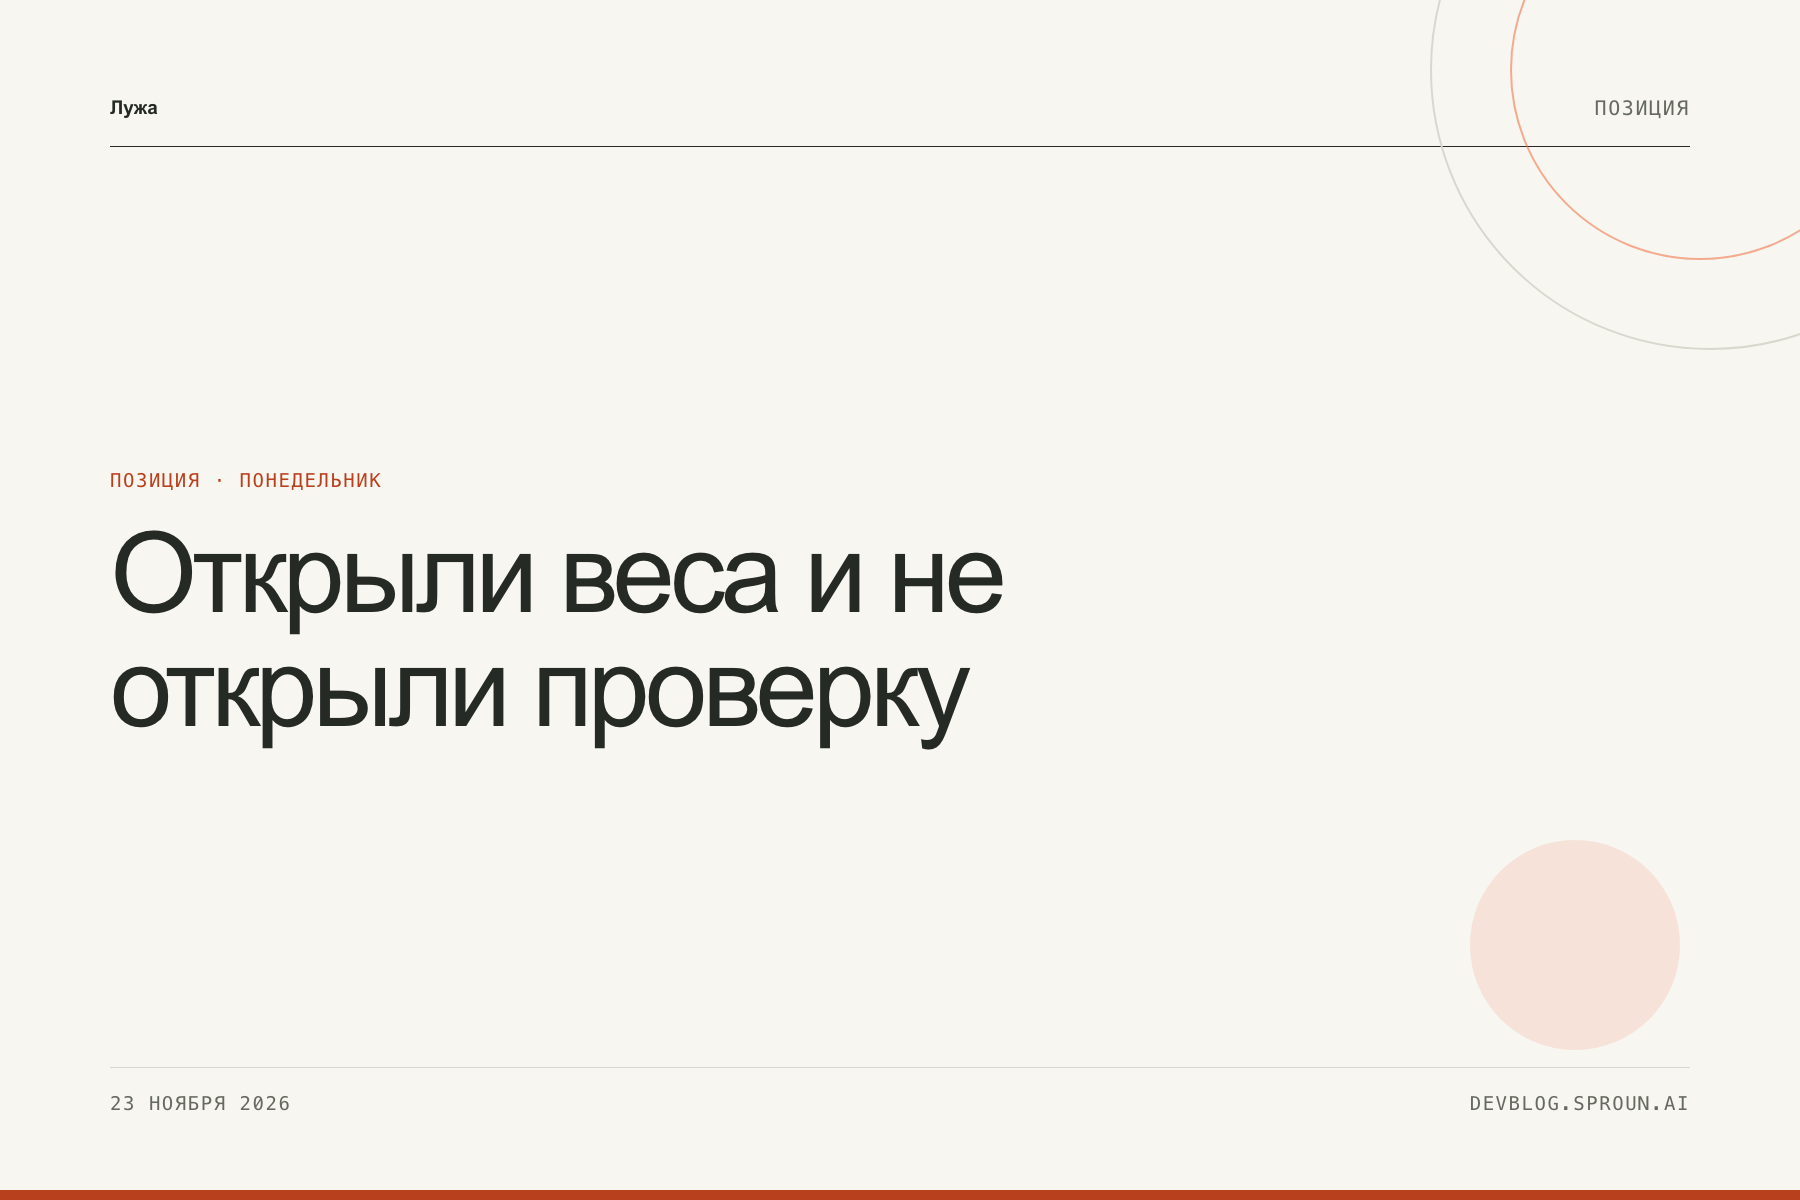 Лужа
ПОЗИЦИЯ
ПОЗИЦИЯ · ПОНЕДЕЛЬНИК
Открыли веса и не
открыли проверку
23 НОЯБРЯ 2026
DEVBLOG.SPROUN.AI